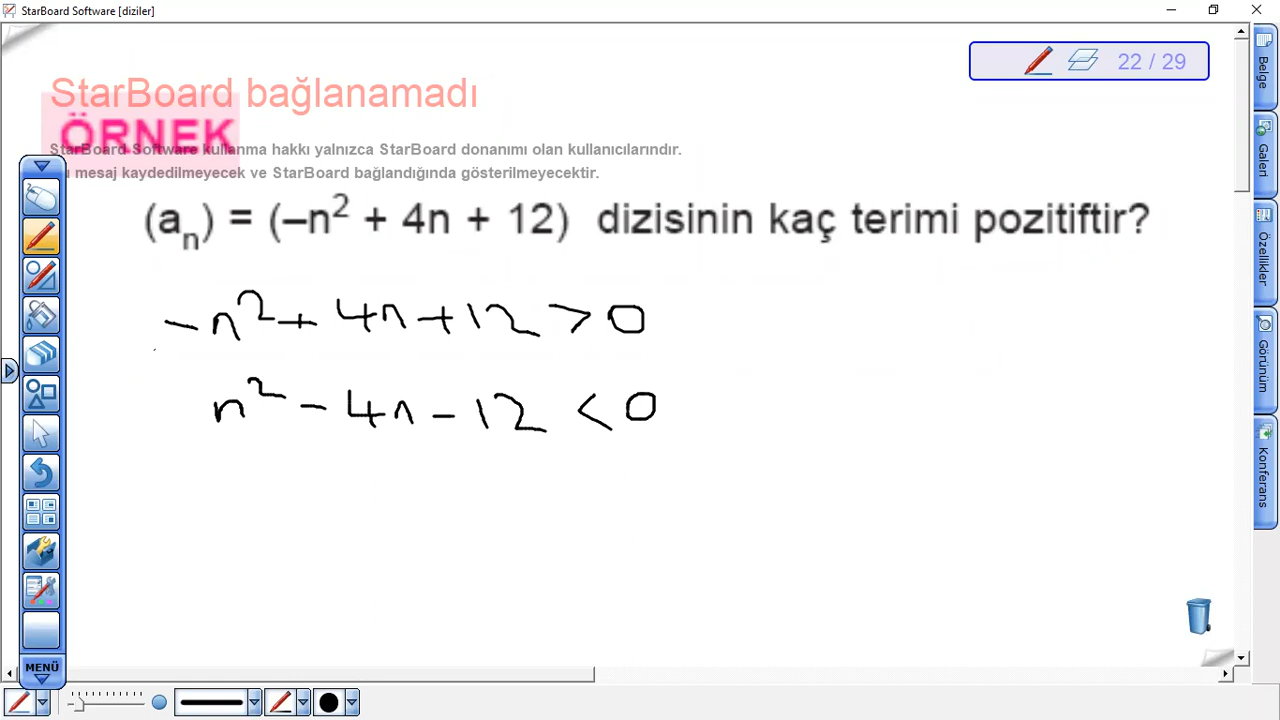 StarBoard Software [diziler]
22 / 29
StarBoard bağlanamadı
ÖRNEK
StarBoard Software kullanma hakkı yalnızca StarBoard donanımı olan kullanıcılarındır.
mesaj kaydedilmeyecek ve StarBoard bağlandığında gösterilmeyecektir.
(aₙ) = (–n² + 4n + 12) dizisinin kaç terimi pozitiftir?
-n² + 4n + 12 > 0
n² - 4n - 12 < 0
Belge
Galeri
Özellikler
Görünüm
Konferans
MENÜ